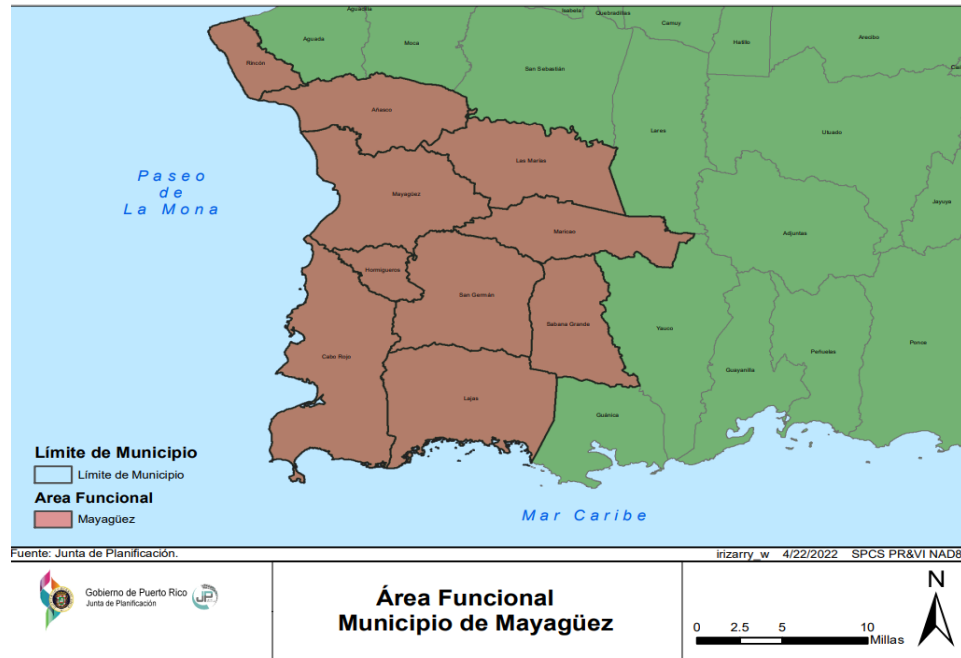 Aguadilla
Isabela
Quebradillas
Camuy
Aguada
Moca
Hatillo
Arecibo
Rincón
San Sebastián
Añasco
Lares
Utuado
Las Marías
Paseo
de
La Mona
Mayagüez
Jayuya
Maricao
Adjuntas
Hormigueros
San Germán
Sabana Grande
Yauco
Cabo Rojo
Peñuelas
Ponce
Guayanilla
Lajas
Guánica
Límite de Municipio
Límite de Municipio
Area Funcional
Mayagüez
Mar Caribe
Fuente: Junta de Planificación.
irizarry_w 4/22/2022 SPCS PR&VI NAD8
Gobierno de Puerto Rico
Junta de Planificación
JP
Área Funcional
Municipio de Mayagüez
N
0 2.5 5 10
Millas